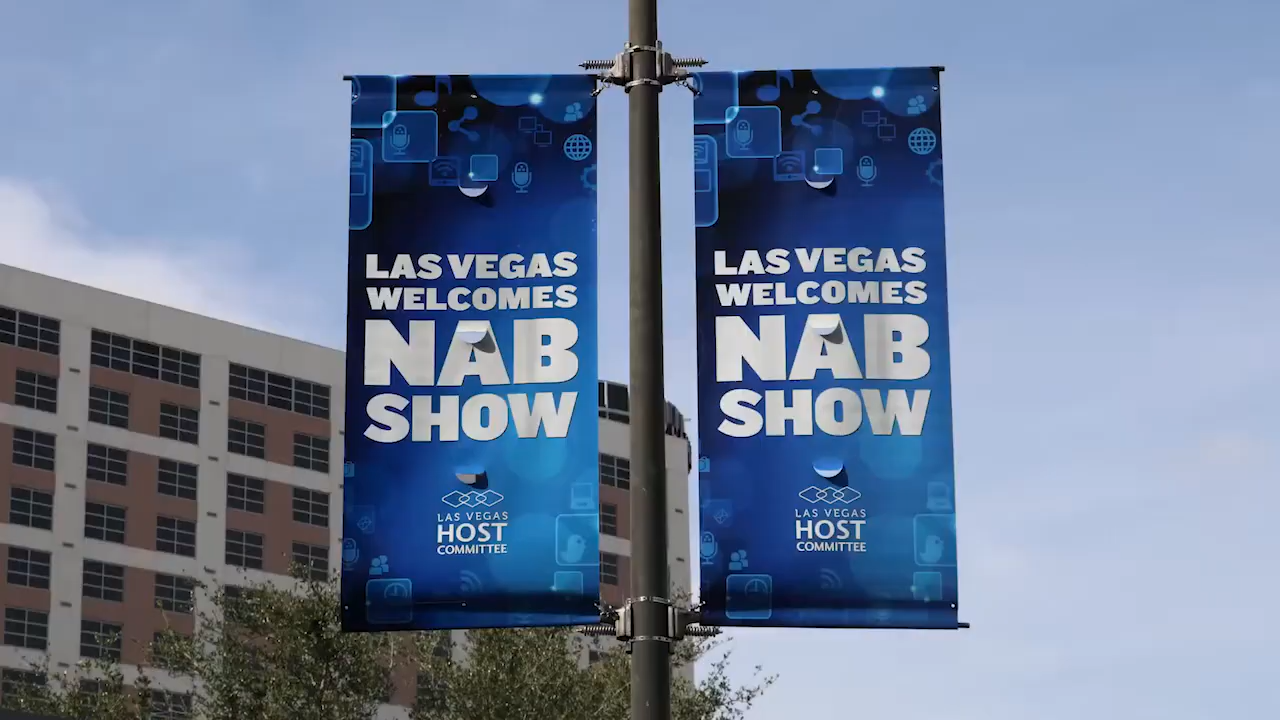 LAS VEGAS
WELCOMES
NAB
SHOW
LAS VEGAS
HOST
COMMITTEE
LAS VEGAS
WELCOMES
NAB
SHOW
LAS VEGAS
HOST
COMMITTEE